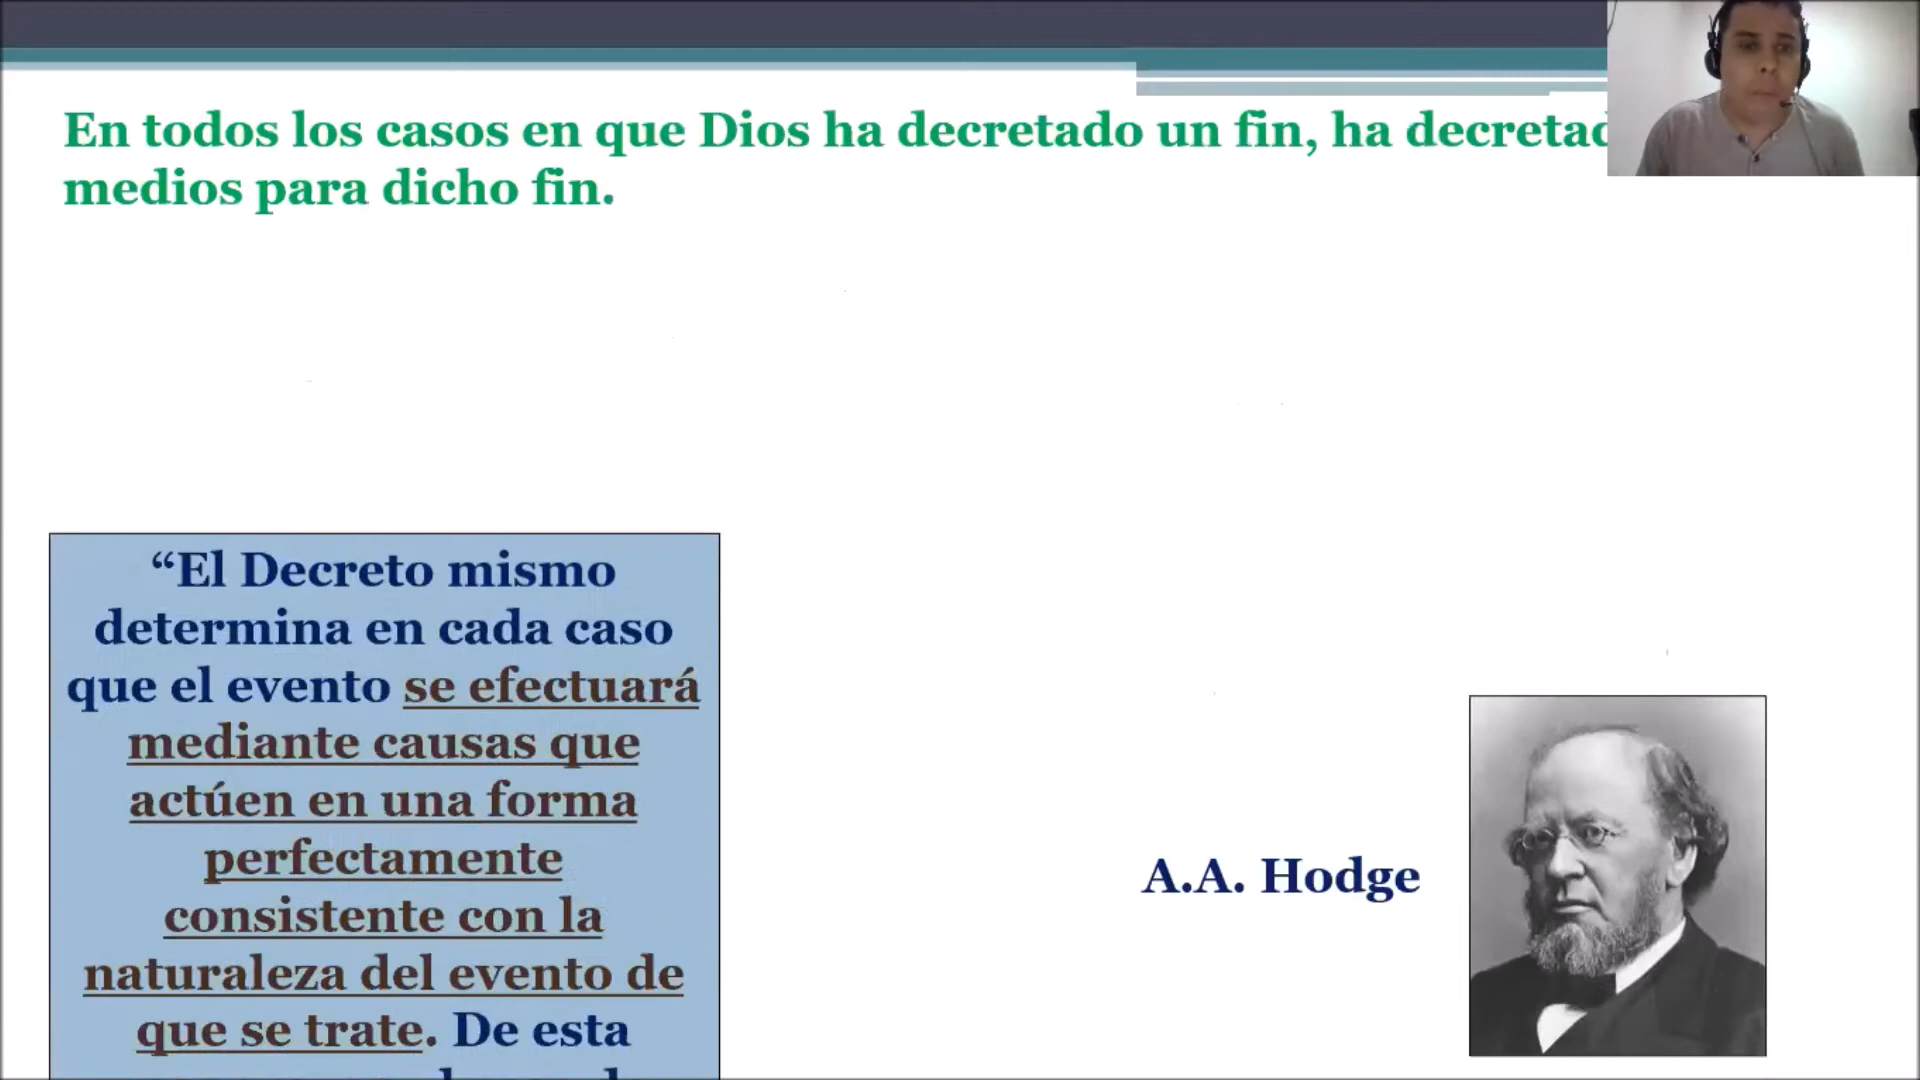 En todos los casos en que Dios ha decretado un fin, ha
medios para dicho fin.
“El Decreto mismo
determina en cada caso
que el evento se efectuará
mediante causas que
actúen en una forma
perfectamente
consistente con la
naturaleza del evento de
que se trate. De esta
A.A. Hodge